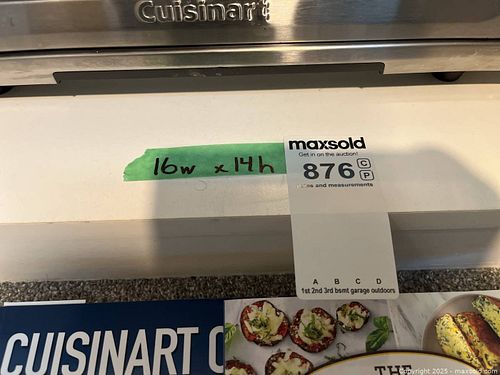 Cuisinart
16w x 14h
maxsold
Get in on the auction!
876 C
P
and measurements
A B C D
1st 2nd 3rd bsmt garage outdoors
CUISINART
THE
Copyright 2025 - maxsold.com